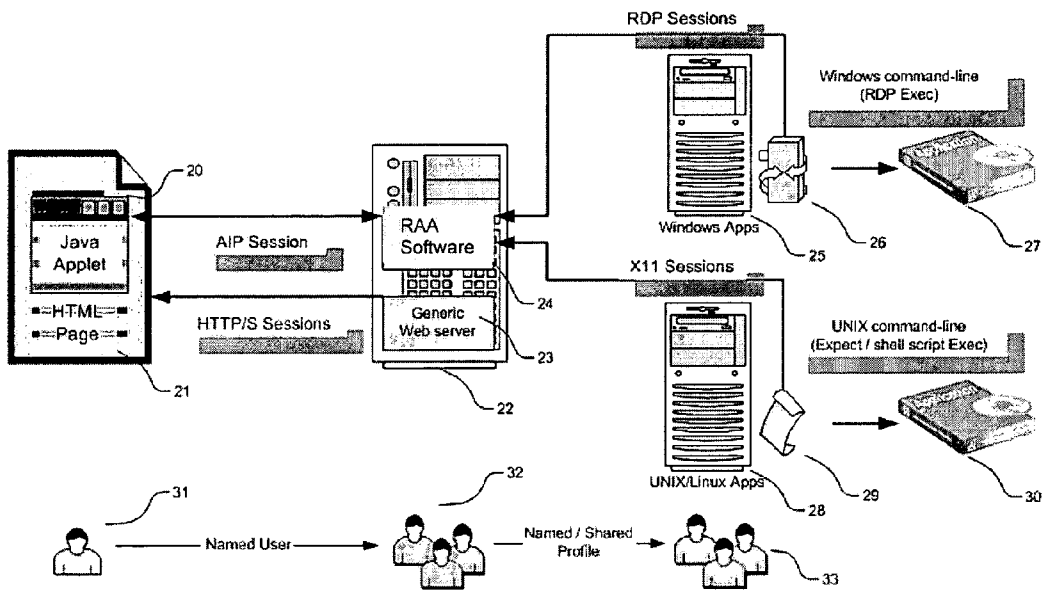 RDP Sessions
Windows command-line
(RDP Exec)
20
Java
Applet
RAA
Software
AIP Session
Windows Apps
25
26
27
X11 Sessions
HTML
Page
24
Generic
Web server
HTTP/S Sessions
23
UNIX command-line
(Expect / shell script Exec)
21
22
UNIX/Linux Apps
28
29
30
31
32
Named User
Named / Shared
Profile
33